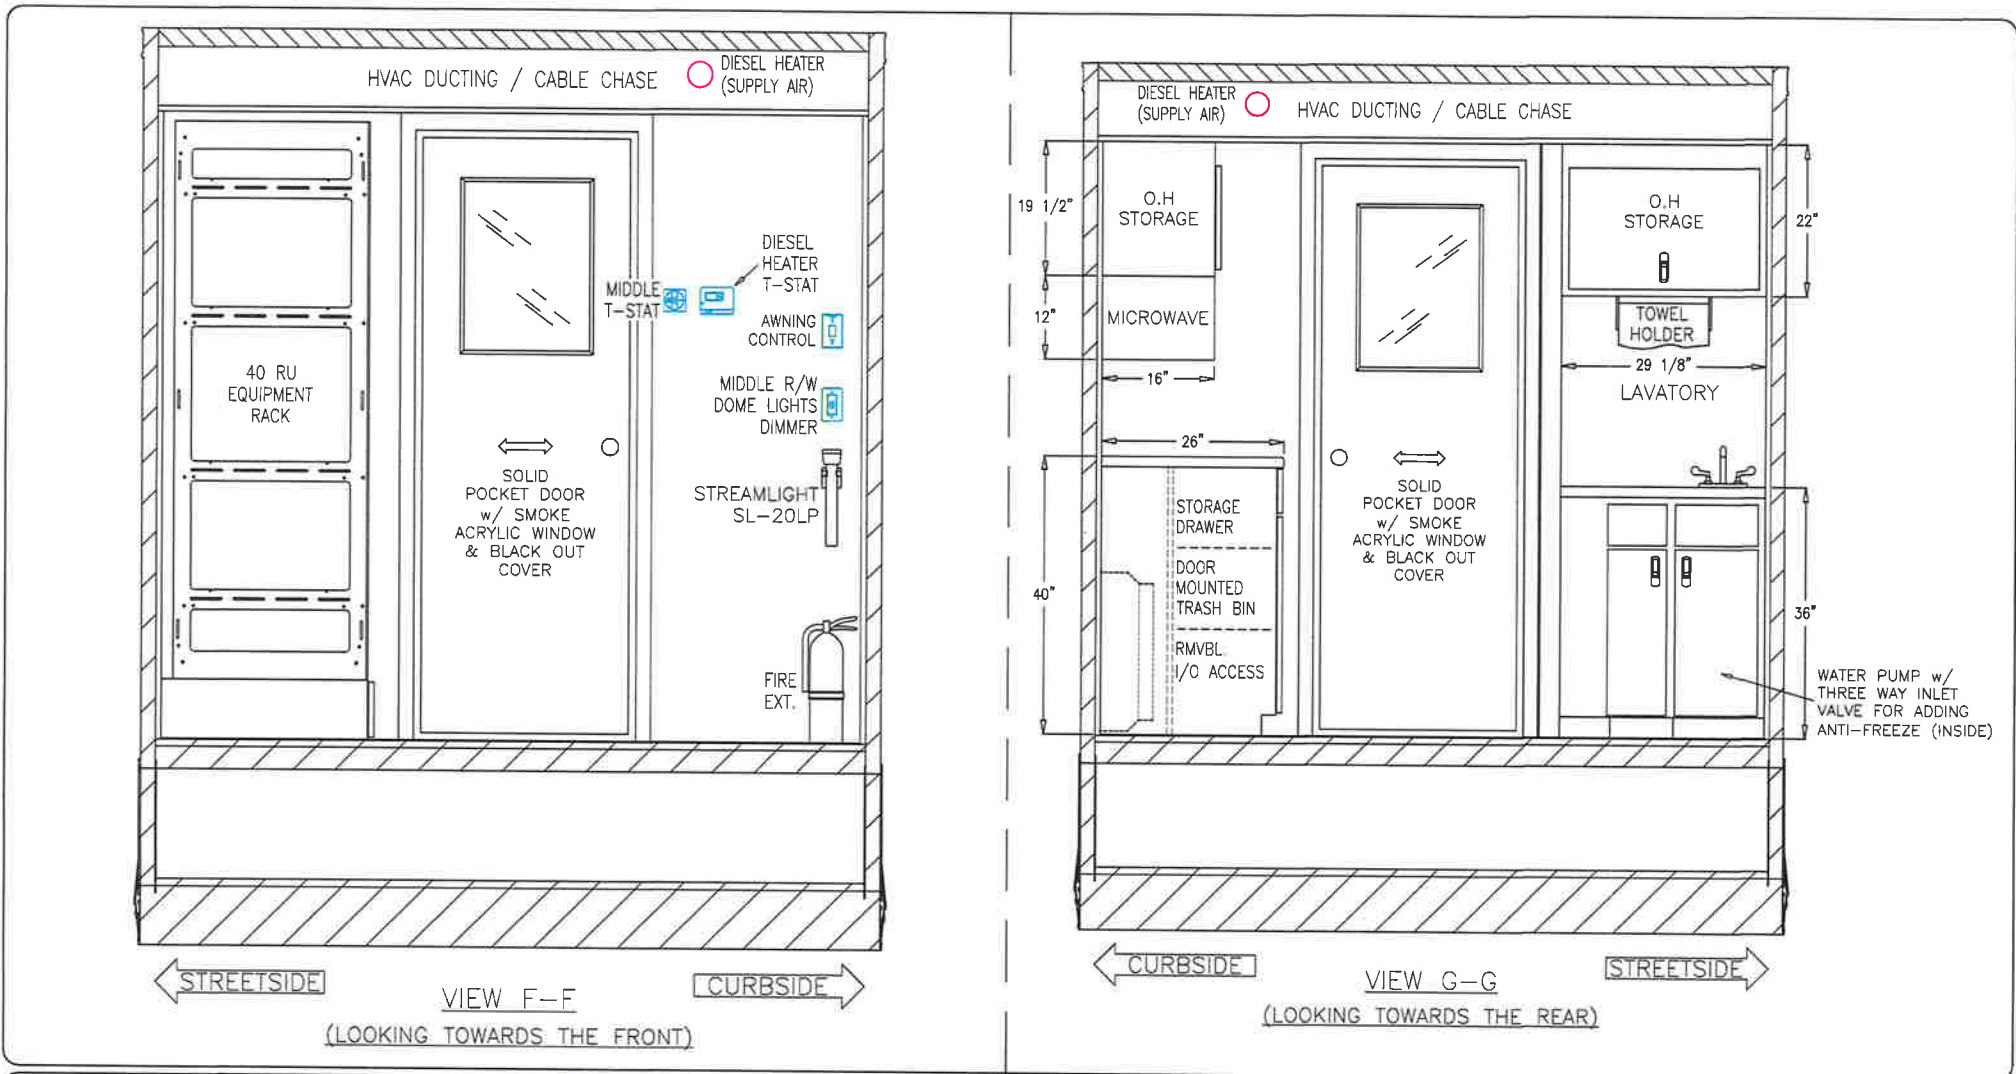 HVAC DUCTING / CABLE CHASE
DIESEL HEATER
(SUPPLY AIR)
40 RU
EQUIPMENT
RACK
SOLID
POCKET DOOR
w/ SMOKE
ACRYLIC WINDOW
& BLACK OUT
COVER
MIDDLE
T-STAT
DIESEL
HEATER
T-STAT
AWNING
CONTROL
MIDDLE R/W
DOME LIGHTS
DIMMER
STREAMLIGHT
SL-20LP
FIRE
EXT.
STREETSIDE
CURBSIDE
VIEW F-F
(LOOKING TOWARDS THE FRONT)
DIESEL HEATER
(SUPPLY AIR)
HVAC DUCTING / CABLE CHASE
19 1/2"
O.H
STORAGE
12"
MICROWAVE
16"
26"
40"
STORAGE
DRAWER
DOOR
MOUNTED
TRASH BIN
RMVBL
I/O ACCESS
SOLID
POCKET DOOR
w/ SMOKE
ACRYLIC WINDOW
& BLACK OUT
COVER
O.H
STORAGE
22"
TOWEL
HOLDER
29 1/8"
LAVATORY
36"
WATER PUMP w/
THREE WAY INLET
VALVE FOR ADDING
ANTI-FREEZE (INSIDE)
CURBSIDE
STREETSIDE
VIEW G-G
(LOOKING TOWARDS THE REAR)